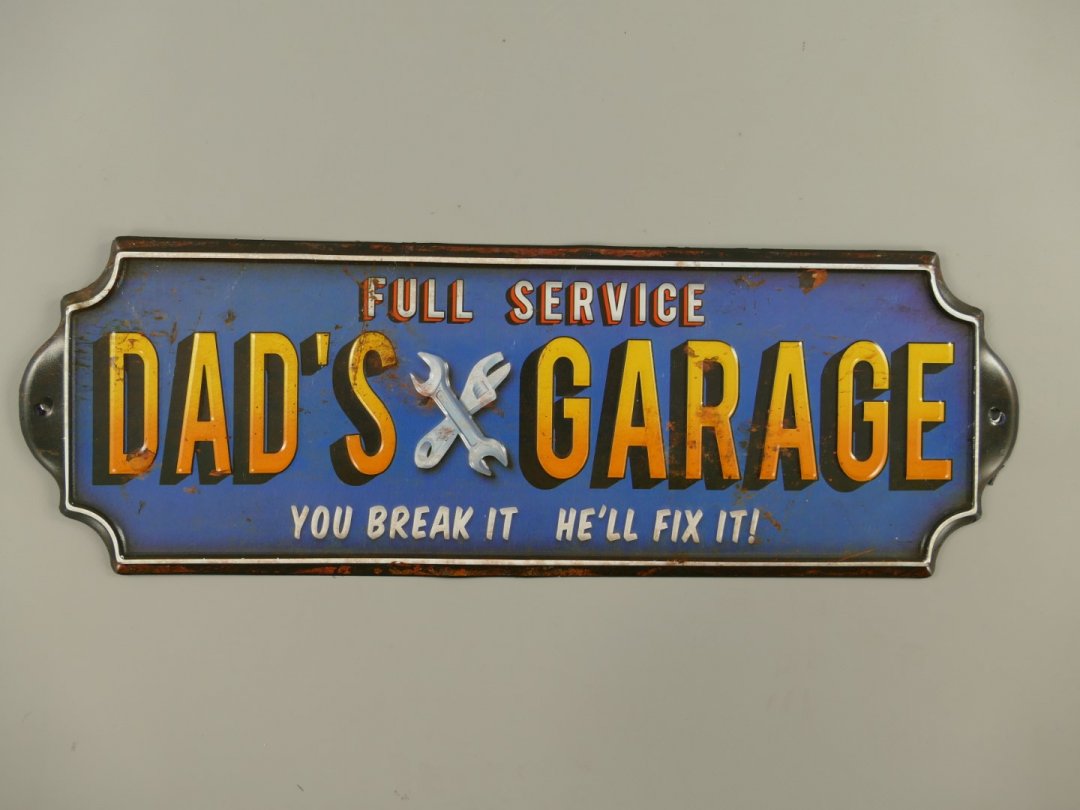 FULL SERVICE
DAD'S GARAGE
YOU BREAK IT HE'LL FIX IT!